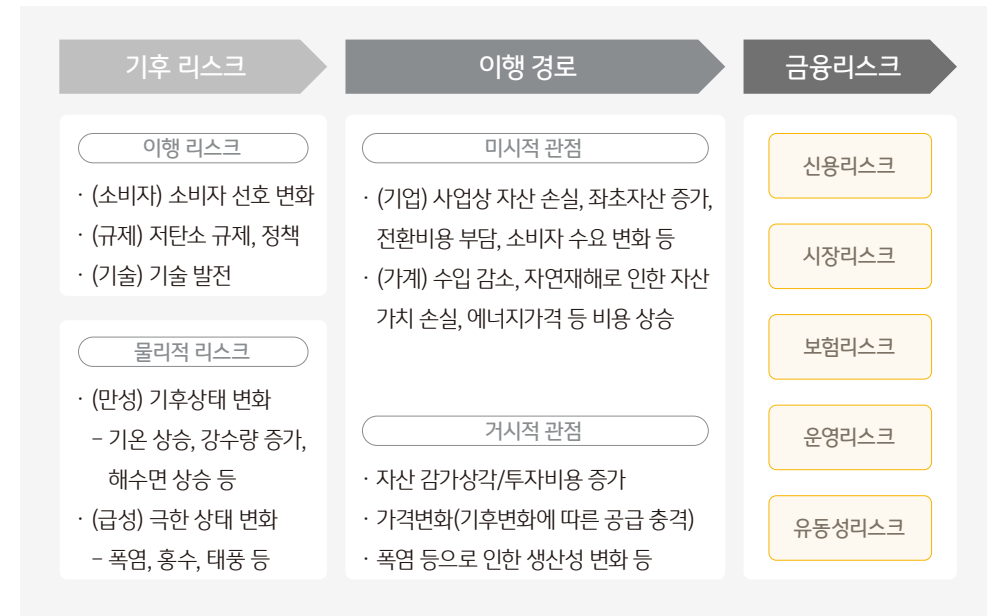 기후 리스크
이행 리스크
· (소비자) 소비자 선호 변화
· (규제) 저탄소 규제, 정책
· (기술) 기술 발전
물리적 리스크
· (만성) 기후상태 변화
– 기온 상승, 강수량 증가,
해수면 상승 등
· (급성) 극한 상태 변화
– 폭염, 홍수, 태풍 등
이행 경로
미시적 관점
· (기업) 사업상 자산 손실, 좌초자산 증가,
전환비용 부담, 소비자 수요 변화 등
· (가계) 수입 감소, 자연재해로 인한 자산
가치 손실, 에너지가격 등 비용 상승
거시적 관점
· 자산 감가상각/투자비용 증가
· 가격변화(기후변화에 따른 공급 충격)
· 폭염 등으로 인한 생산성 변화 등
금융리스크
신용리스크
시장리스크
보험리스크
운영리스크
유동성리스크